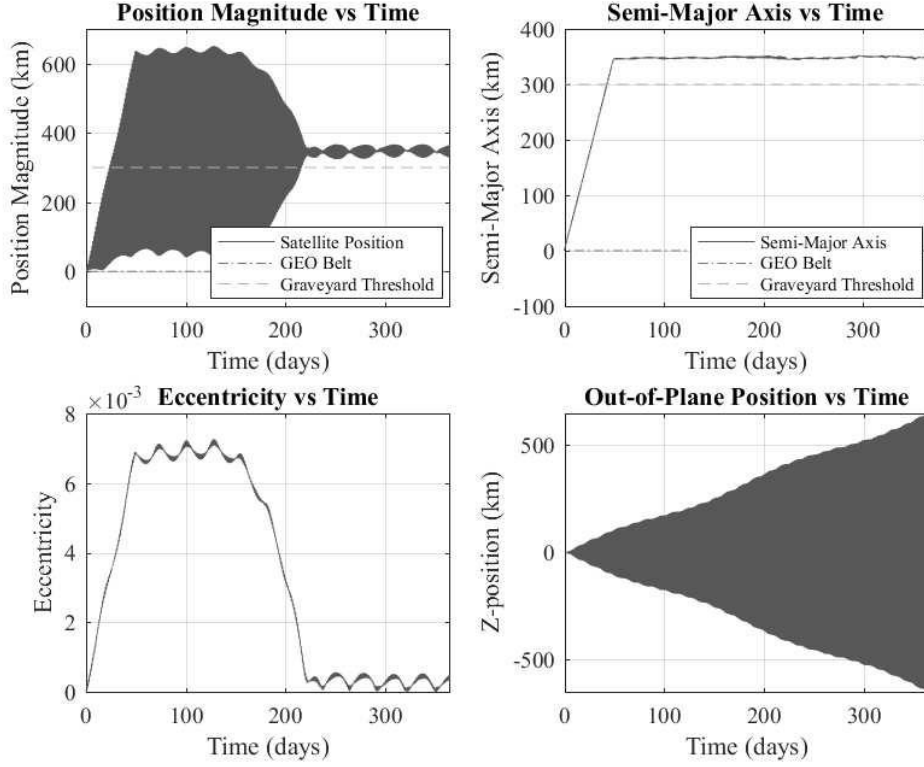 Position Magnitude vs Time
Position Magnitude (km)
600
400
200
0
Satellite Position
GEO Belt
Graveyard Threshold
0
100
200
300
Time (days)
Semi-Major Axis vs Time
Semi-Major Axis (km)
400
300
200
100
0
-100
Semi-Major Axis
GEO Belt
Graveyard Threshold
0
100
200
300
Time (days)
Eccentricity vs Time
×10⁻³
Eccentricity
8
6
4
2
0
0
100
200
300
Time (days)
Out-of-Plane Position vs Time
Z-position (km)
500
0
-500
0
100
200
300
Time (days)